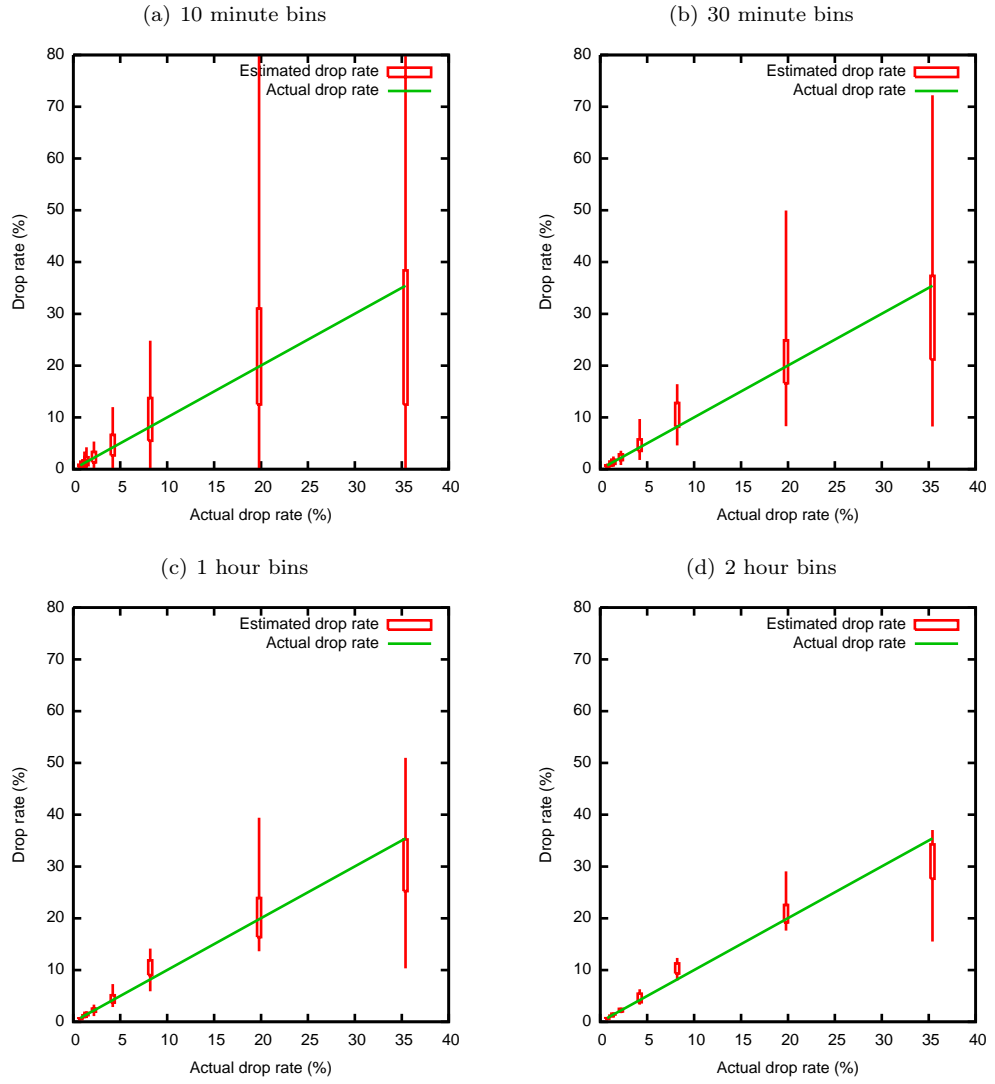 (a) 10 minute bins
80
70
60
50
40
30
20
10
0
0 5 10 15 20 25 30 35 40
Drop rate (%)
Actual drop rate (%)
Estimated drop rate
Actual drop rate
(b) 30 minute bins
80
70
60
50
40
30
20
10
0
0 5 10 15 20 25 30 35 40
Drop rate (%)
Actual drop rate (%)
Estimated drop rate
Actual drop rate
(c) 1 hour bins
80
70
60
50
40
30
20
10
0
0 5 10 15 20 25 30 35 40
Drop rate (%)
Actual drop rate (%)
Estimated drop rate
Actual drop rate
(d) 2 hour bins
80
70
60
50
40
30
20
10
0
0 5 10 15 20 25 30 35 40
Drop rate (%)
Actual drop rate (%)
Estimated drop rate
Actual drop rate